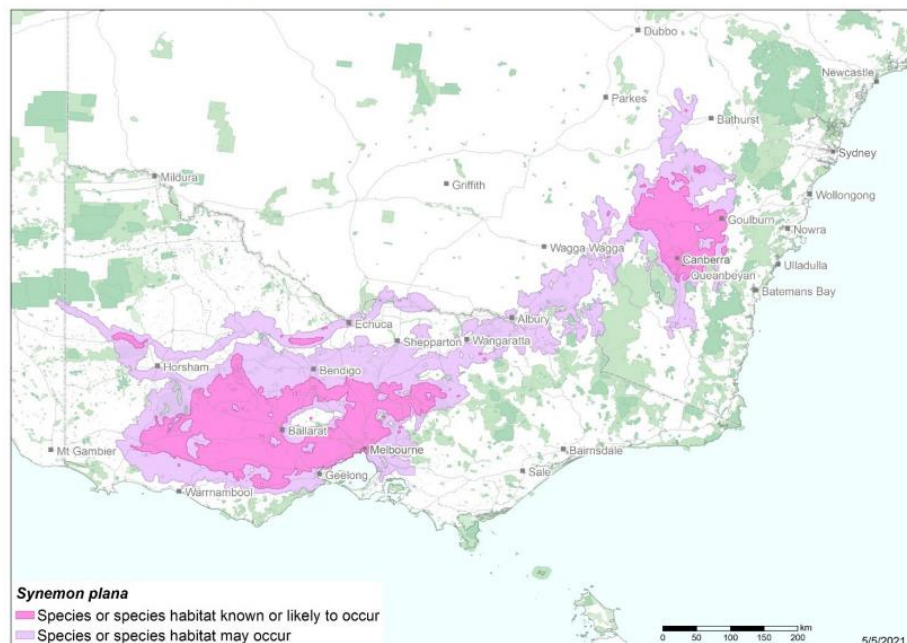 Dubbo
Newcastle
Parkes
Bathurst
Sydney
Mildura
Griffith
Wollongong
Goulburn
Nowra
Wagga Wagga
Canberra
Ulladulla
Queanbeyan
Batemans Bay
Albury
Echuca
Shepparton
Wangaratta
Horsham
Bendigo
Ballarat
Mt Gambier
Melbourne
Bairnsdale
Sale
Geelong
Warrnambool
Synemon plana
Species or species habitat known or likely to occur
Species or species habitat may occur
km
0 50 100 150 200
5/5/2021